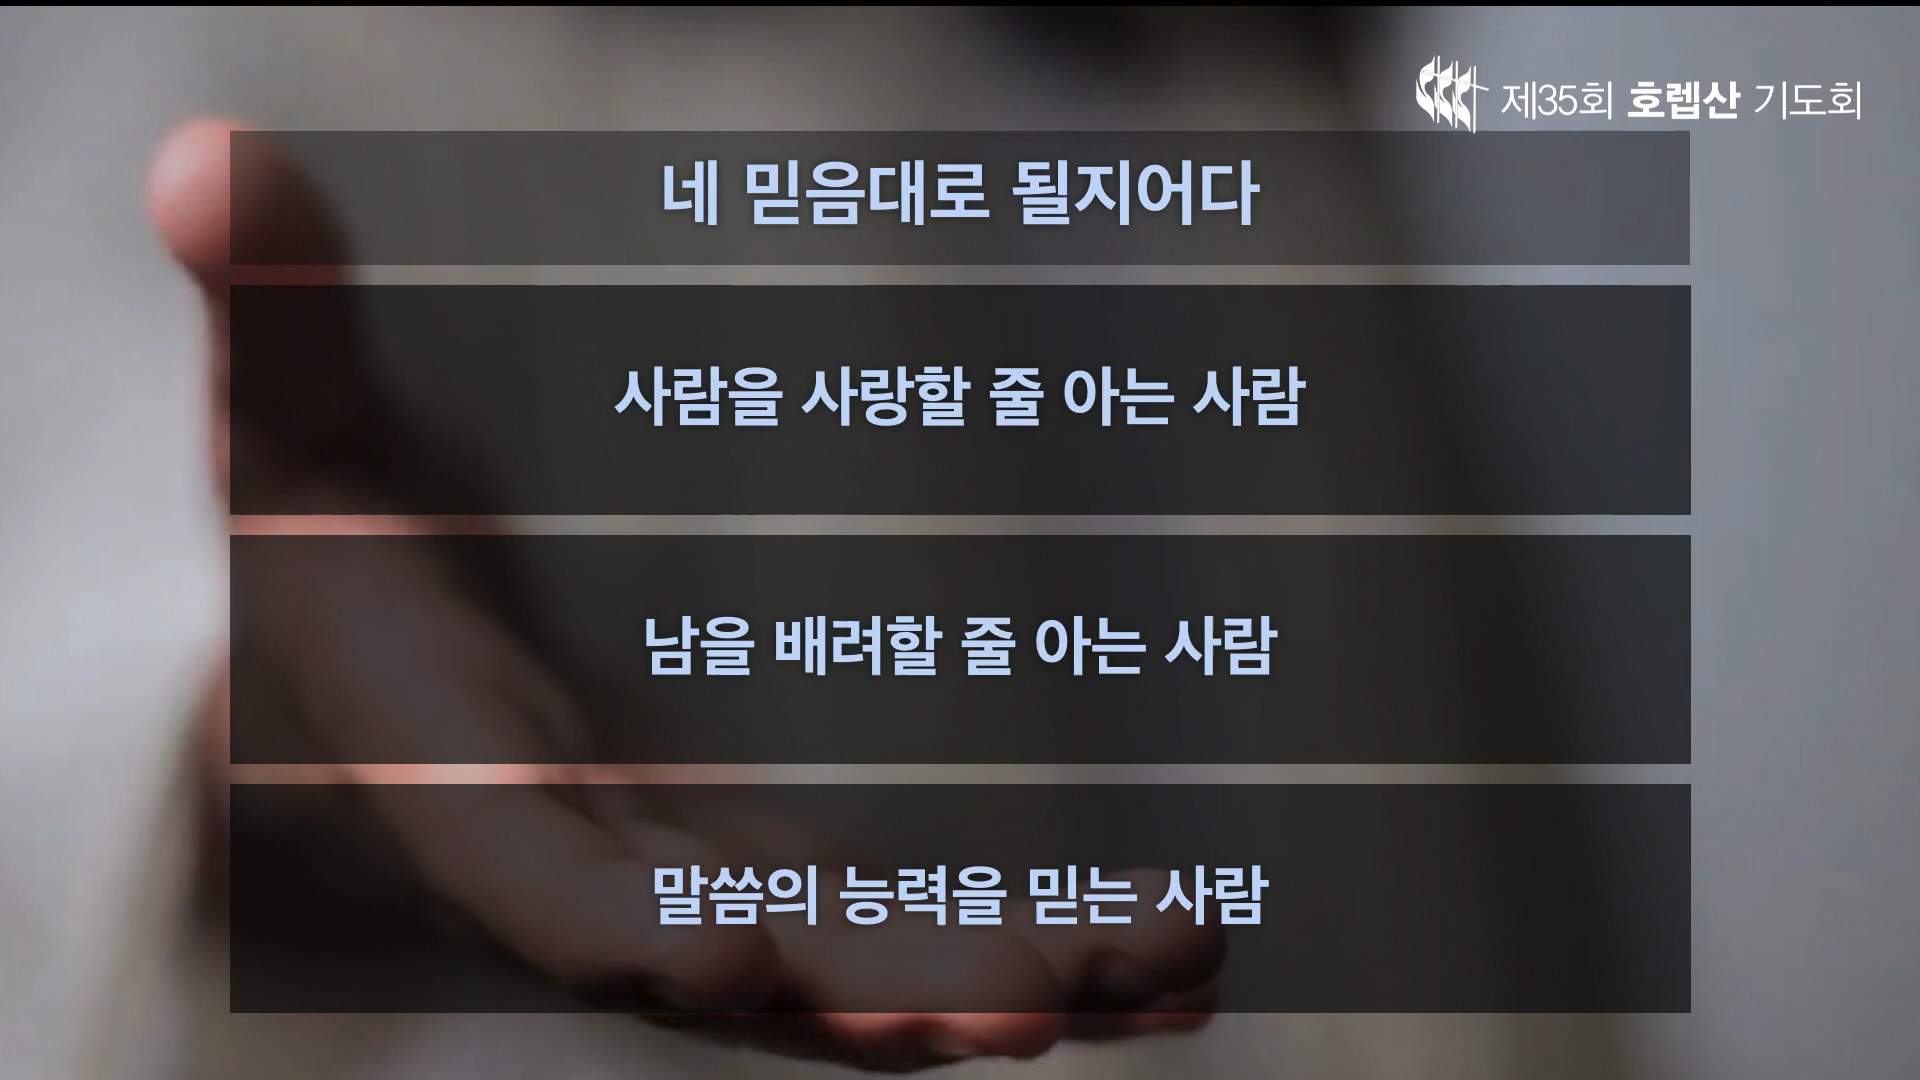 제35회 호렙산 기도회
네 믿음대로 될지어다
사람을 사랑할 줄 아는 사람
남을 배려할 줄 아는 사람
말씀의 능력을 믿는 사람